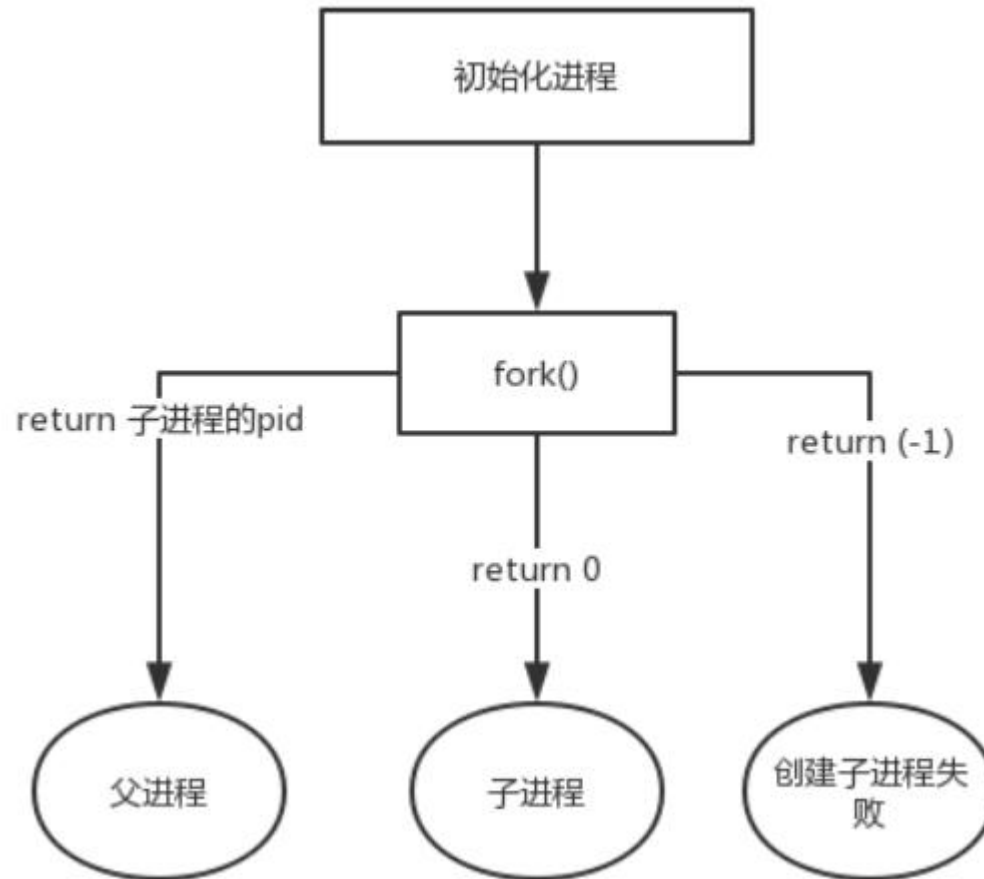 初始化进程
fork()
return 子进程的pid
return (-1)
return 0
父进程
子进程
创建子进程失
败